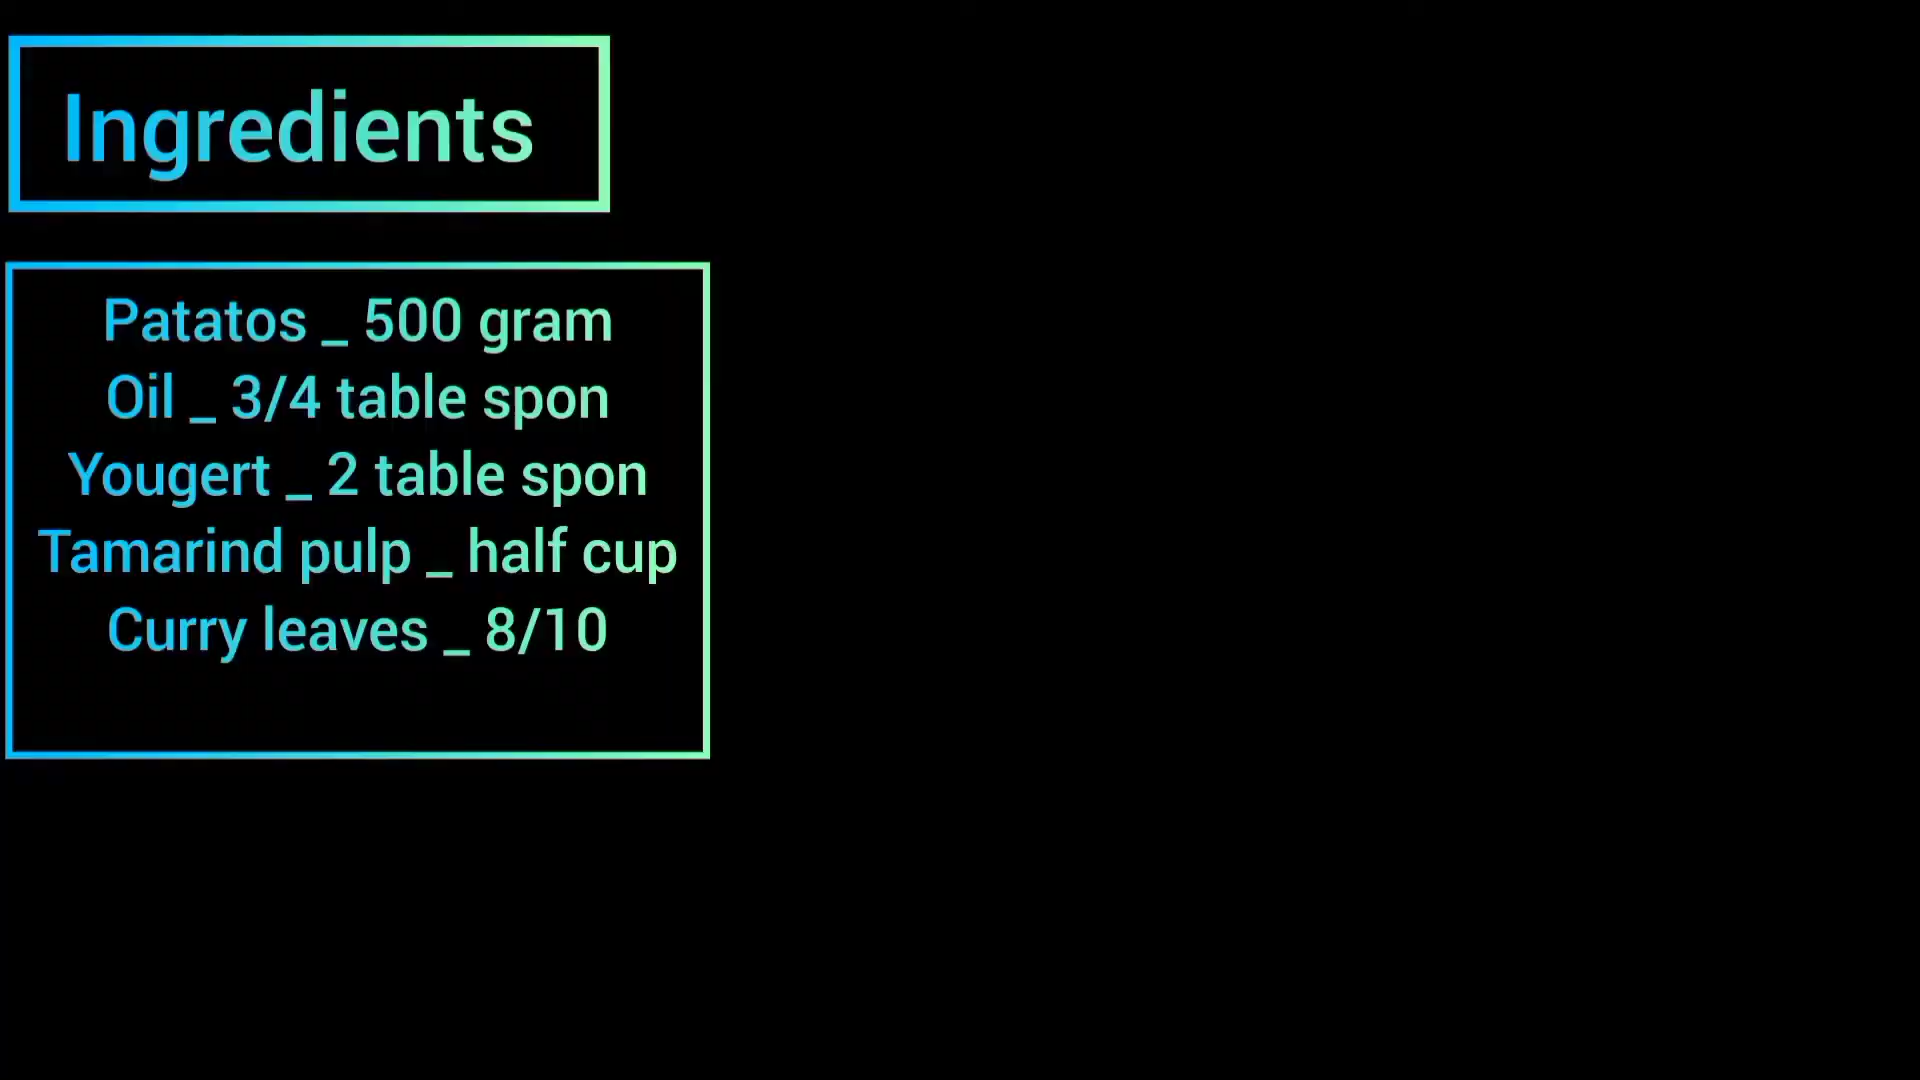 Ingredients
Patatos _ 500 gram
Oil _ 3/4 table spon
Yougert _ 2 table spon
Tamarind pulp _ half cup
Curry leaves _ 8/10